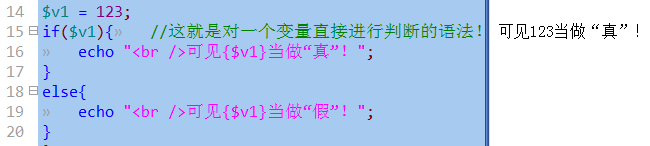 14 $v1 = 123;
15 if($v1){ //这就是对一个变量直接进行判断的语法! 可见123当做“真”!
16 echo "<br />可见{$v1}当做“真”! ";
17 }
18 else{
19 echo "<br />可见{$v1}当做“假”! ";
20 }